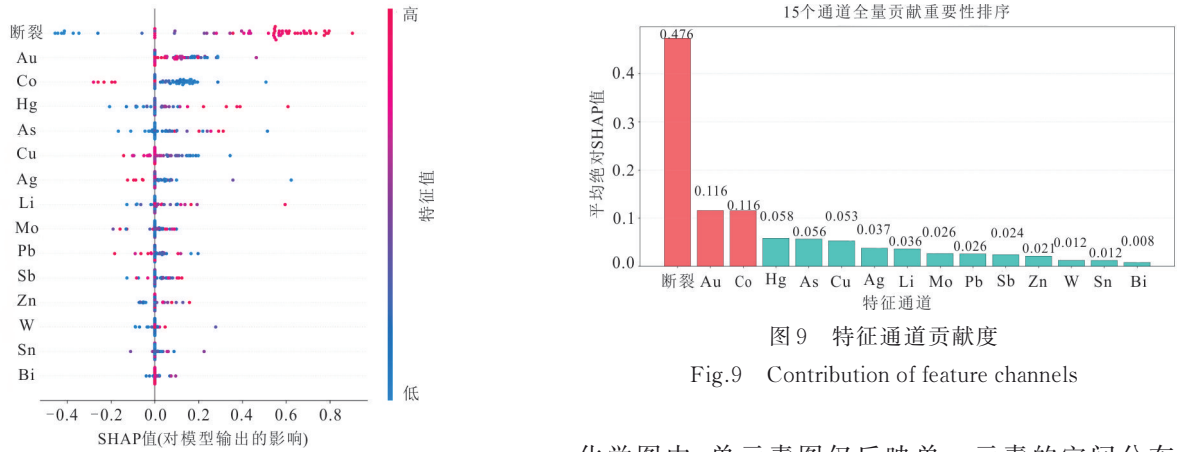 断裂
Au
Co
Hg
As
Cu
Ag
Li
Mo
Pb
Sb
Zn
W
Sn
Bi
−0.4 −0.2 0.0 0.2 0.4 0.6 0.8
SHAP值(对模型输出的影响)
高
特征值
低
15个通道全量贡献重要性排序
平均绝对SHAP值
0.4
0.3
0.2
0.1
0.0
0.476
0.116
0.116
0.058
0.056
0.053
0.037
0.036
0.026
0.026
0.024
0.021
0.012
0.012
0.008
断裂 Au Co Hg As Cu Ag Li Mo Pb Sb Zn W Sn Bi
特征通道
图9 特征通道贡献度
Fig.9 Contribution of feature channels